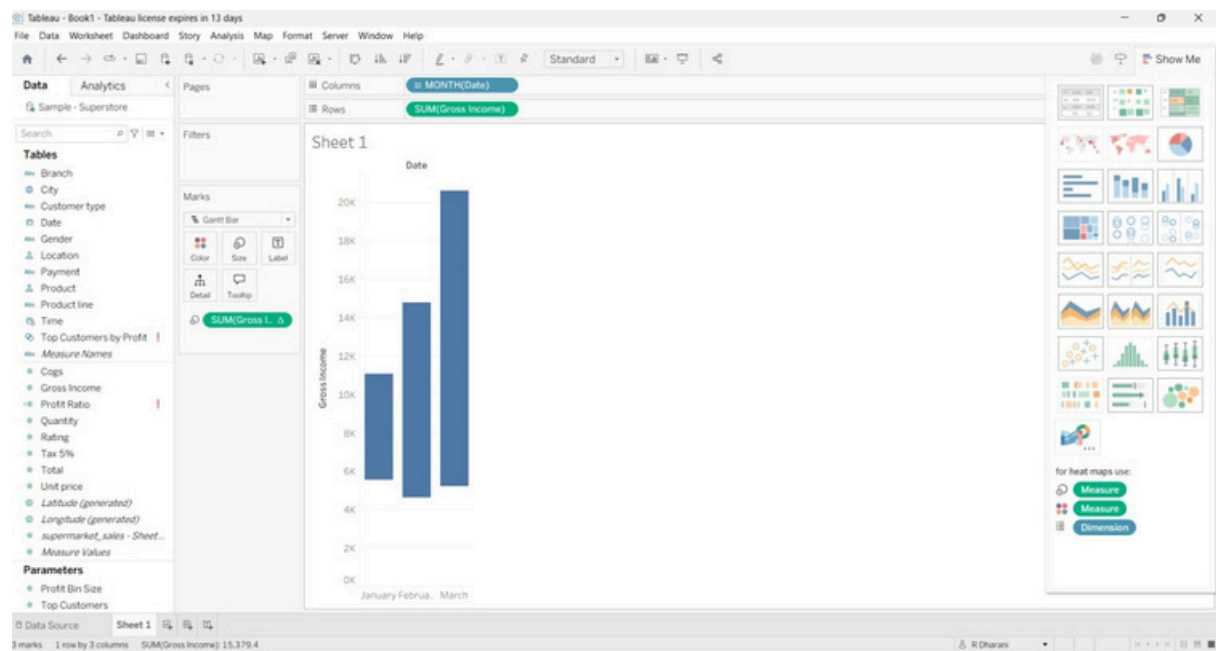 Tableau - Book1 - Tableau license expires in 13 days
File Data Worksheet Dashboard Story Analysis Map Format Server Window Help
Standard
Show Me
Data Analytics
Sample - Superstore
Search
Tables
Branch
City
Customer type
Date
Gender
Location
Payment
Product
Product line
Time
Top Customers by Profit !
Measure Names
Cogs
Gross Income
Profit Ratio !
Quantity
Rating
Tax 5%
Total
Unit price
Latitude (generated)
Longitude (generated)
supermarket_sales - Sheet...
Measure Values
Parameters
Profit Bin Size
Top Customers
Pages
Filters
Marks
Gantt Bar
Color Size Label
Detail Tooltip
SUM(Gross I.. Δ
Columns MONTH(Date)
Rows SUM(Gross Income)
Sheet 1
Date
20K
18K
16K
14K
12K
10K
8K
6K
4K
2K
0K
Gross Income
January Februa.. March
for heat maps use:
Measure
Measure
Dimension
Data Source Sheet 1
3 marks 1 row by 3 columns SUM(Gross Income): 15,379.4
R Dharani